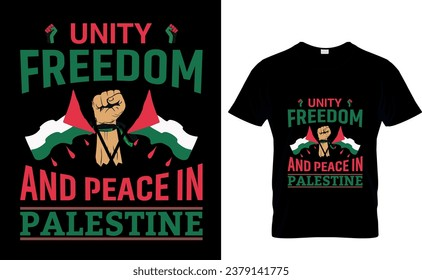 UNITY
FREEDOM
AND PEACE IN
PALESTINE
UNITY
FREEDOM
AND PEACE IN
PALESTINE
shutterstock.com · 2379141775